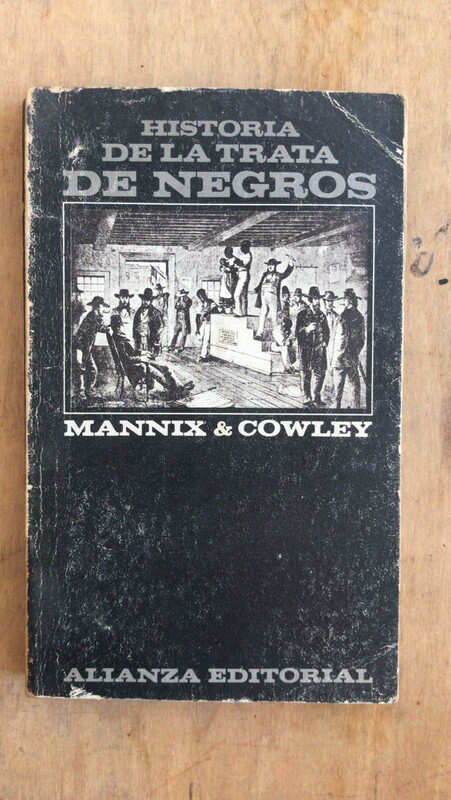 HISTORIA
DE LA TRATA
DE NEGROS
MANNIX & COWLEY
ALIANZA EDITORIAL